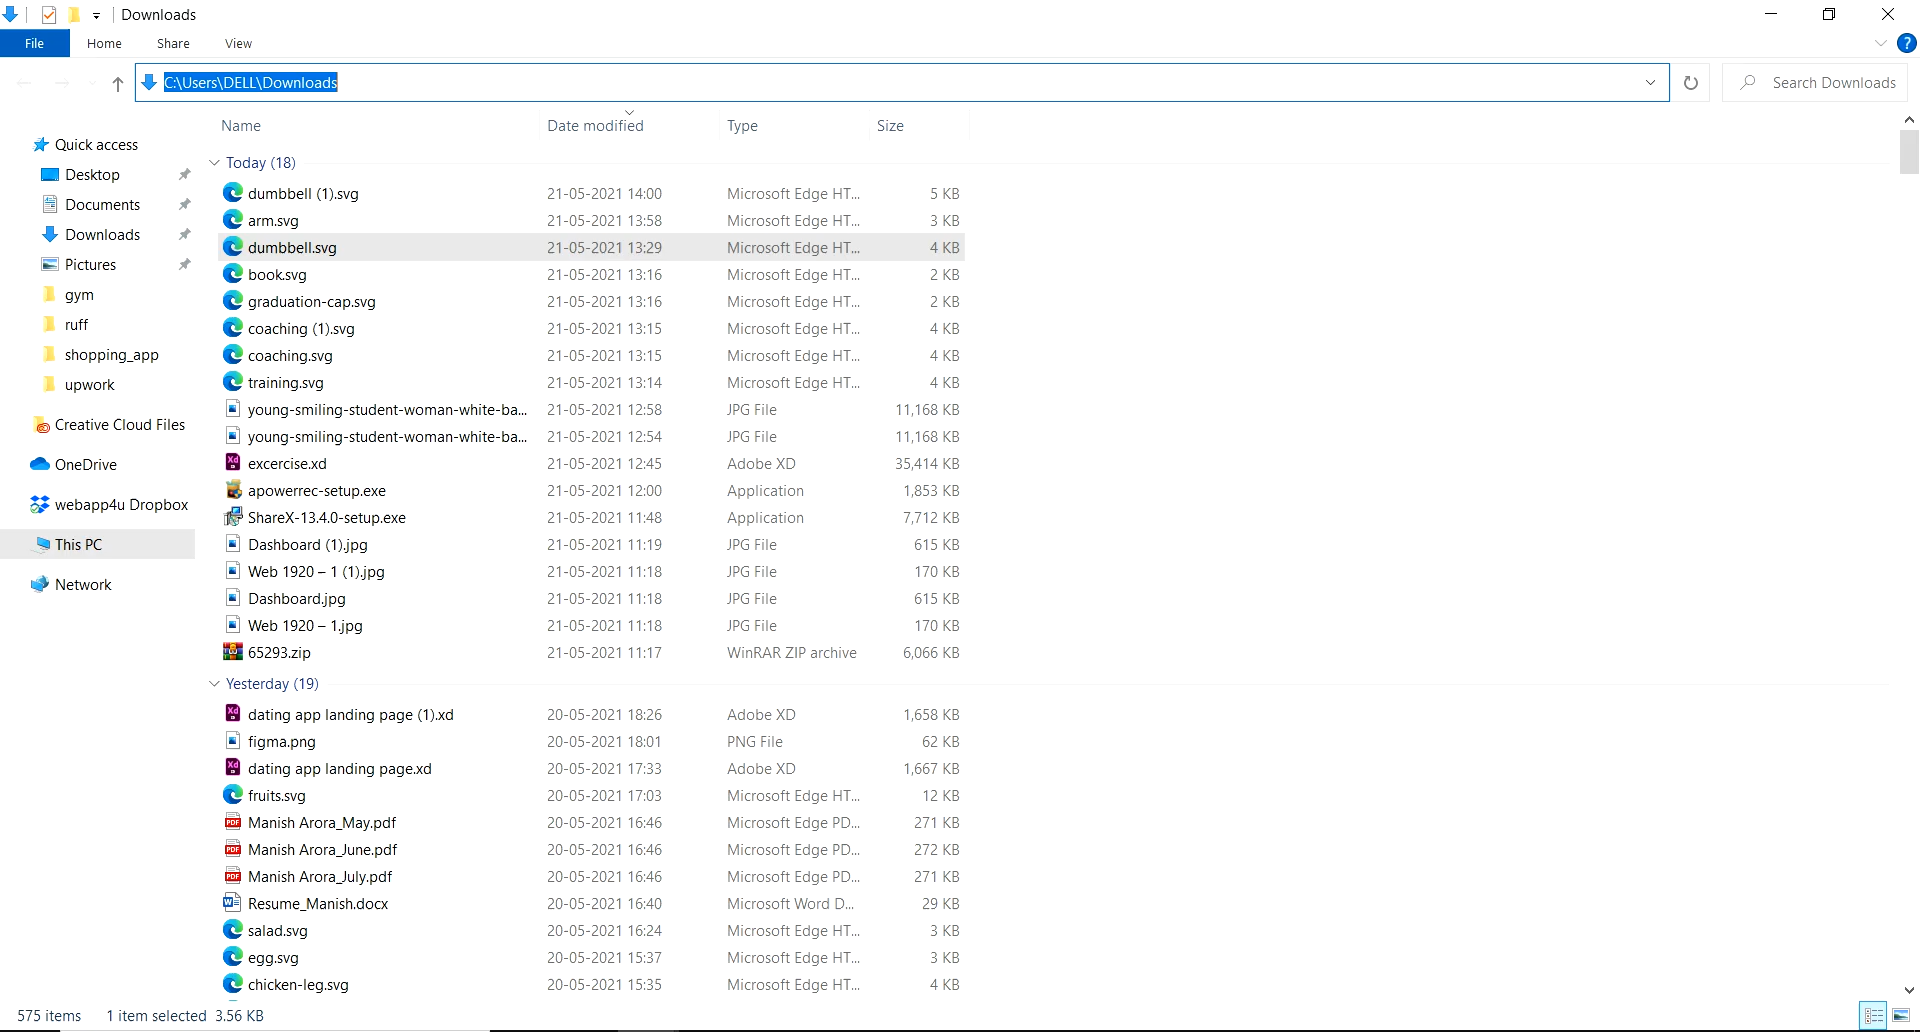 Downloads
File Home Share View ?
C:\Users\DELL\Downloads Search Downloads
Name Date modified Type Size
Quick access
Desktop
Documents
Downloads
Pictures
gym
ruff
shopping_app
upwork
Creative Cloud Files
OneDrive
webapp4u Dropbox
This PC
Network
Today (18)
dumbbell (1).svg 21-05-2021 14:00 Microsoft Edge HT... 5 KB
arm.svg 21-05-2021 13:58 Microsoft Edge HT... 3 KB
dumbbell.svg 21-05-2021 13:29 Microsoft Edge HT... 4 KB
book.svg 21-05-2021 13:16 Microsoft Edge HT... 2 KB
graduation-cap.svg 21-05-2021 13:16 Microsoft Edge HT... 2 KB
coaching (1).svg 21-05-2021 13:15 Microsoft Edge HT... 4 KB
coaching.svg 21-05-2021 13:15 Microsoft Edge HT... 4 KB
training.svg 21-05-2021 13:14 Microsoft Edge HT... 4 KB
young-smiling-student-woman-white-ba... 21-05-2021 12:58 JPG File 11,168 KB
young-smiling-student-woman-white-ba... 21-05-2021 12:54 JPG File 11,168 KB
excercise.xd 21-05-2021 12:45 Adobe XD 35,414 KB
apowerrec-setup.exe 21-05-2021 12:00 Application 1,853 KB
ShareX-13.4.0-setup.exe 21-05-2021 11:48 Application 7,712 KB
Dashboard (1).jpg 21-05-2021 11:19 JPG File 615 KB
Web 1920 – 1 (1).jpg 21-05-2021 11:18 JPG File 170 KB
Dashboard.jpg 21-05-2021 11:18 JPG File 615 KB
Web 1920 – 1.jpg 21-05-2021 11:18 JPG File 170 KB
65293.zip 21-05-2021 11:17 WinRAR ZIP archive 6,066 KB
Yesterday (19)
dating app landing page (1).xd 20-05-2021 18:26 Adobe XD 1,658 KB
figma.png 20-05-2021 18:01 PNG File 62 KB
dating app landing page.xd 20-05-2021 17:33 Adobe XD 1,667 KB
fruits.svg 20-05-2021 17:03 Microsoft Edge HT... 12 KB
Manish Arora_May.pdf 20-05-2021 16:46 Microsoft Edge PD... 271 KB
Manish Arora_June.pdf 20-05-2021 16:46 Microsoft Edge PD... 272 KB
Manish Arora_July.pdf 20-05-2021 16:46 Microsoft Edge PD... 271 KB
Resume_Manish.docx 20-05-2021 16:40 Microsoft Word D... 29 KB
salad.svg 20-05-2021 16:24 Microsoft Edge HT... 3 KB
egg.svg 20-05-2021 15:37 Microsoft Edge HT... 3 KB
chicken-leg.svg 20-05-2021 15:35 Microsoft Edge HT... 4 KB
575 items 1 item selected 3.56 KB